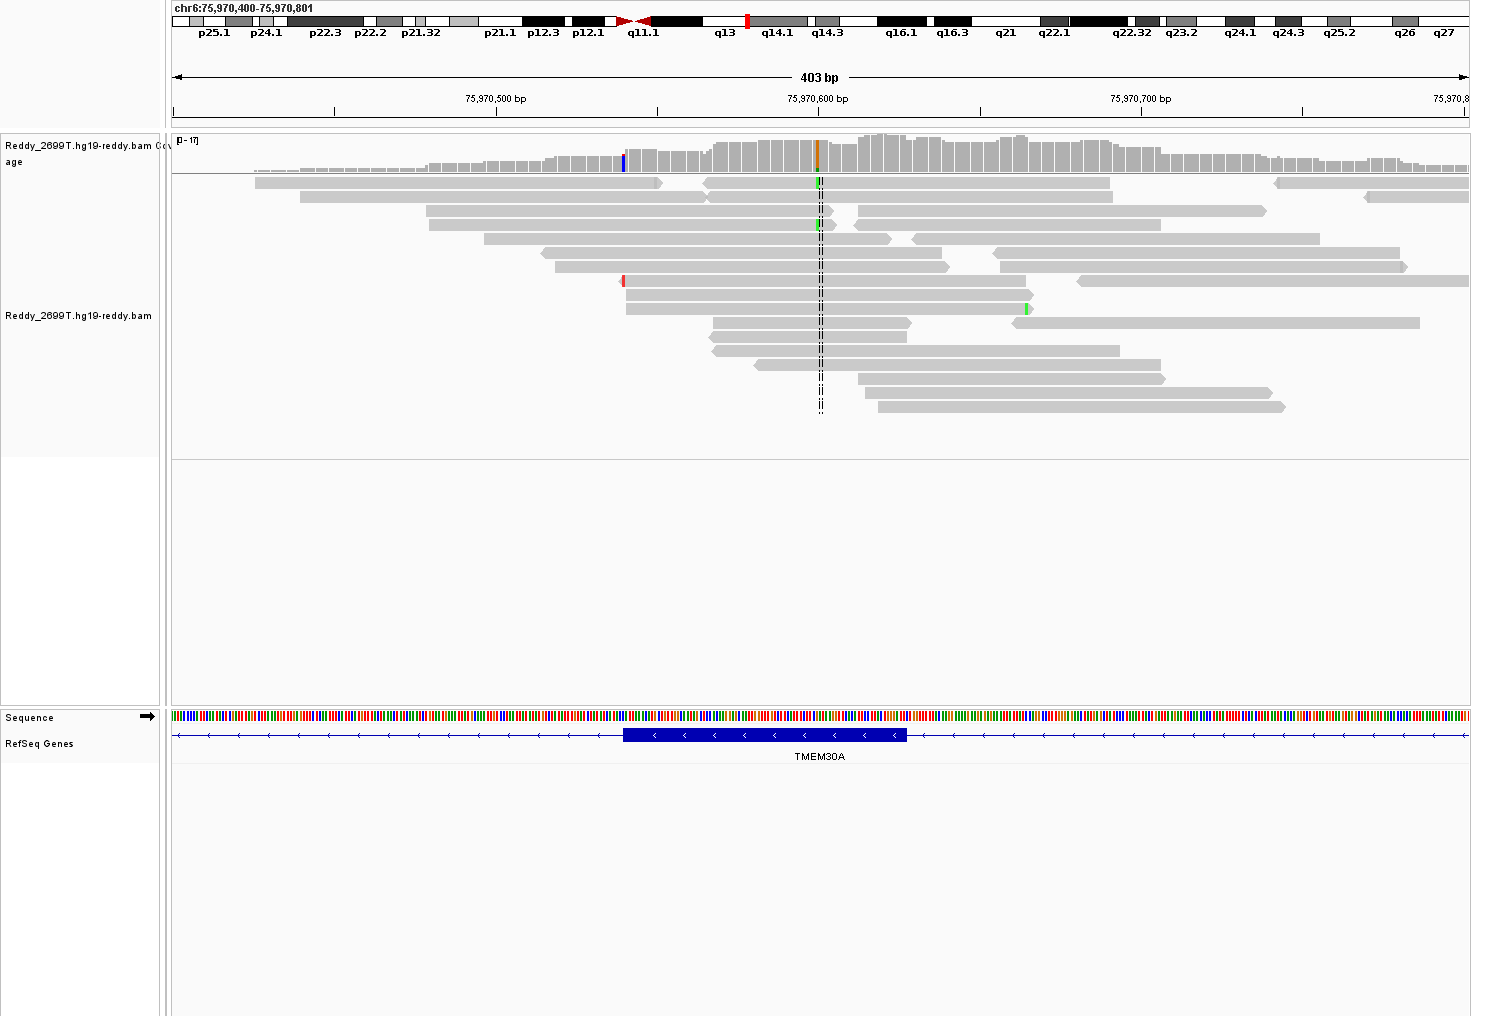 chr6:75,970,400-75,970,801
p25.1 p24.1 p22.3 p22.2 p21.32 p21.1 p12.3 p12.1 q11.1 q13 q14.1 q14.3 q16.1 q16.3 q21 q22.1 q22.32 q23.2 q24.1 q24.3 q25.2 q26 q27
403 bp
75,970,500 bp 75,970,600 bp 75,970,700 bp 75,970,8
Reddy_2699T.hg19-reddy.bam Cov
age
[0 - 17]
Reddy_2699T.hg19-reddy.bam
Sequence
RefSeq Genes
TMEM30A